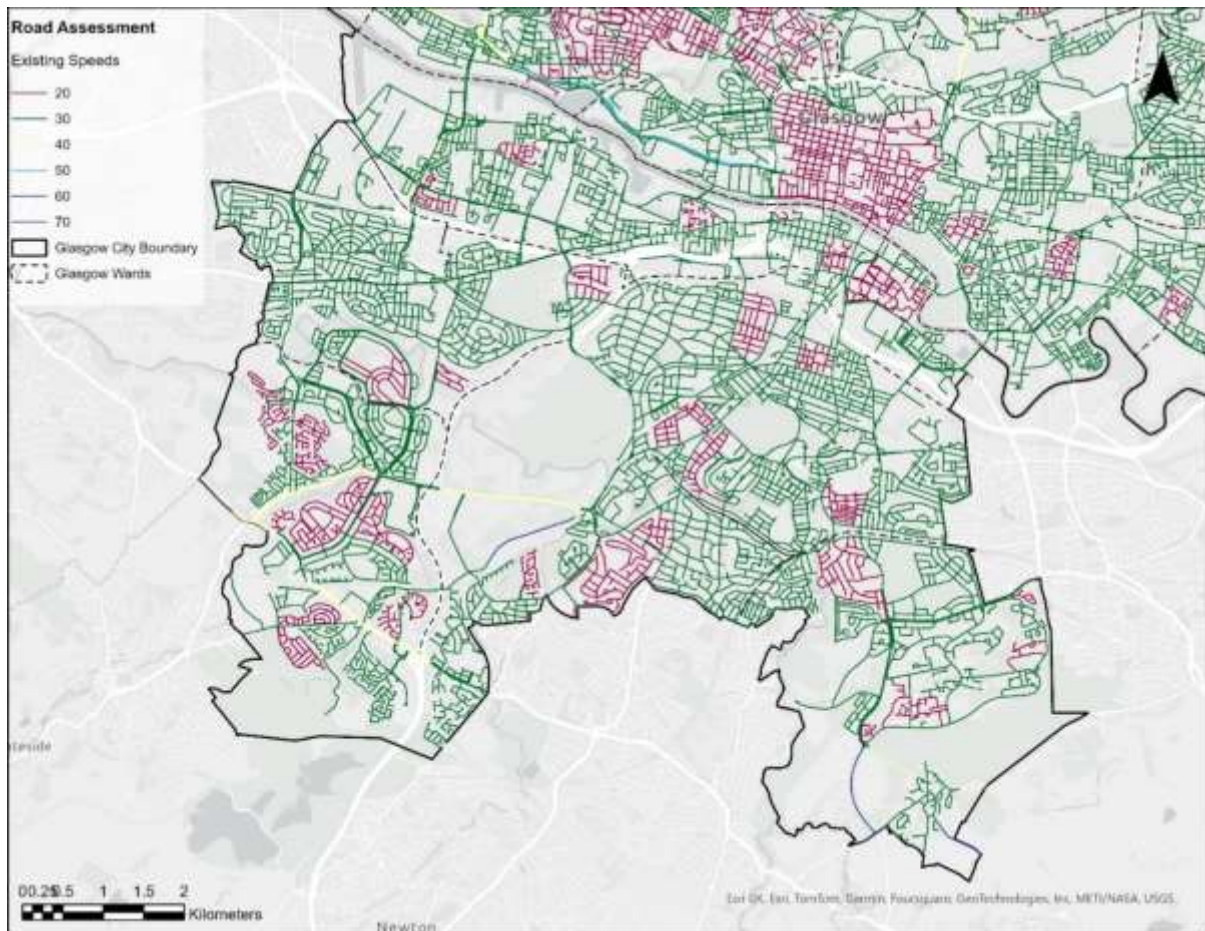 Road Assessment
Existing Speeds
20
30
40
50
60
70
Glasgow City Boundary
Glasgow Wards
Glasgow
Newton
0 0.25 0.5 1 1.5 2
Kilometers
Esri UK, Esri, TomTom, Garmin, Foursquare, GeoTechnologies, Inc, METI/NASA, USGS